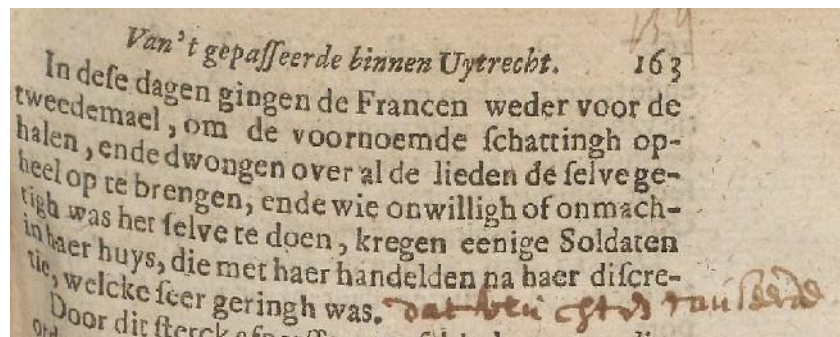 Van't gepaſſeerde binnen Uytrecht. 163
In deſe dagen gingen de Francen weder voor de
tweedemael, om de voornoemde ſchattingh op-
halen, ende dwongen over al de lieden de ſelve ge-
heel op te brengen, ende wie onwilligh of onmach-
tigh was het ſelve te doen, kregen eenige Soldaten
in haer huys, die met haer handelden na haer diſcre-
tie, welcke ſeer geringh was. dat
Door dit ſterck